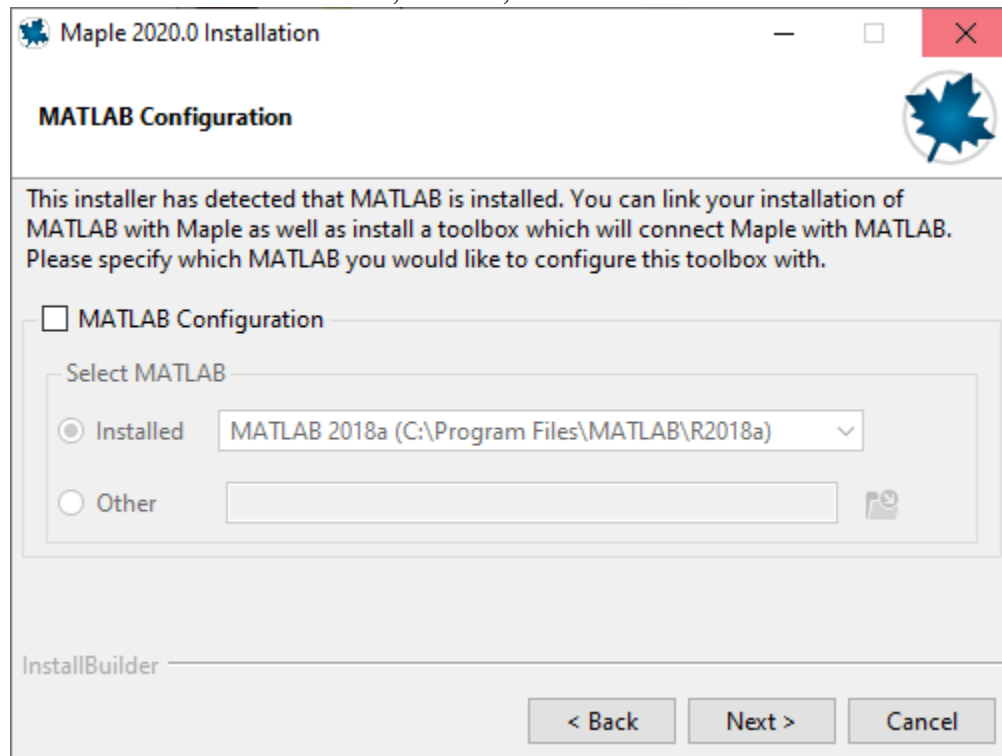 Maple 2020.0 Installation
MATLAB Configuration
This installer has detected that MATLAB is installed. You can link your installation of
MATLAB with Maple as well as install a toolbox which will connect Maple with MATLAB.
Please specify which MATLAB you would like to configure this toolbox with.
MATLAB Configuration
Select MATLAB
Installed MATLAB 2018a (C:\Program Files\MATLAB\R2018a)
Other
InstallBuilder
< Back Next > Cancel